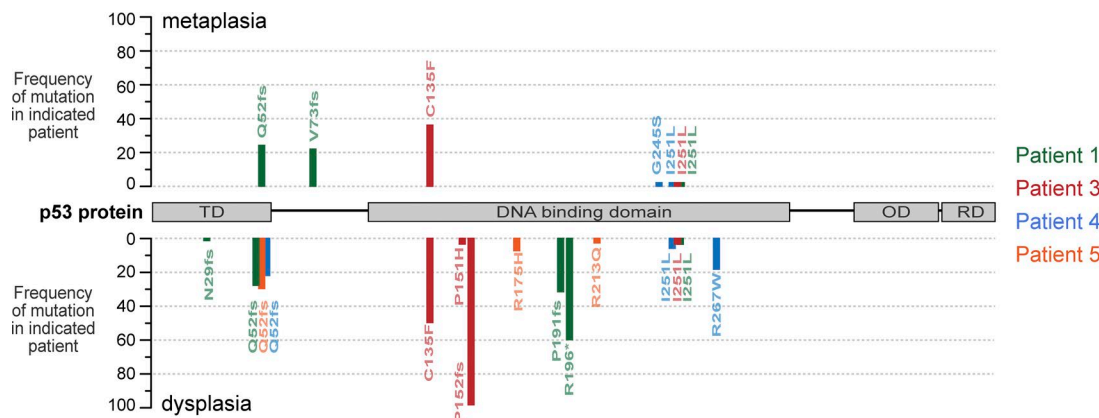 metaplasia
Frequency
of mutation
in indicated
patient
100
80
60
40
20
0
Q52fs
V73fs
C135F
G245S
I251L
I251L
I251L
p53 protein
TD
DNA binding domain
OD
RD
Patient 1
Patient 3
Patient 4
Patient 5
0
20
40
60
80
100
Frequency
of mutation
in indicated
patient
N29fs
Q52fs
Q52fs
Q52fs
C135F
P151H
P152fs
R175H
P191fs
R196*
R213Q
I251L
I251L
I251L
R267W
dysplasia